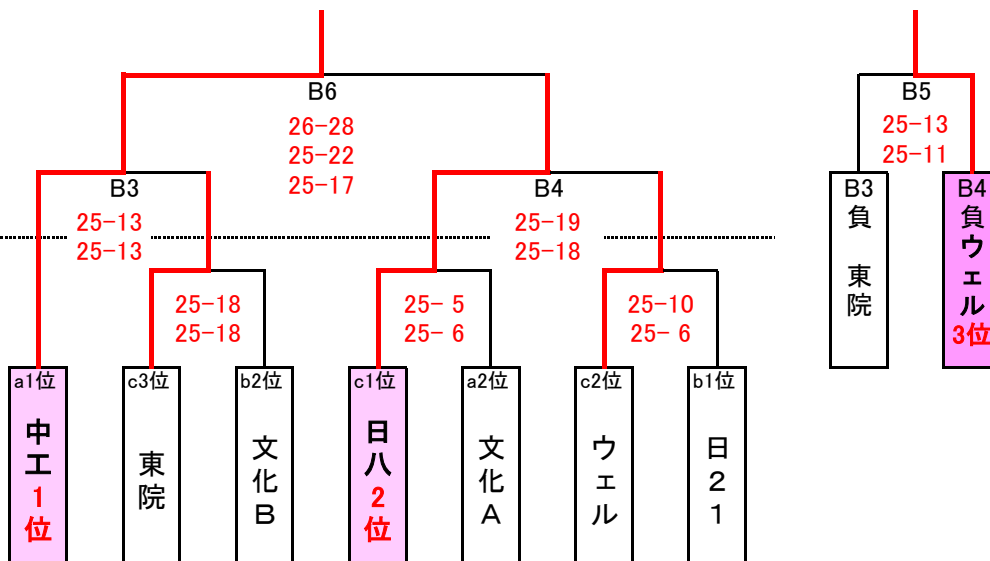 B6
26-28
25-22
25-17
B3
25-13
25-13
B4
25-19
25-18
25-18
25-18
25- 5
25- 6
25-10
25- 6
a1位
中工1位
c3位
東院
b2位
文化B
c1位
日八2位
a2位
文化A
c2位
ウェル
b1位
日21
B5
25-13
25-11
B3
負 東院
B4
負ウェル
3位